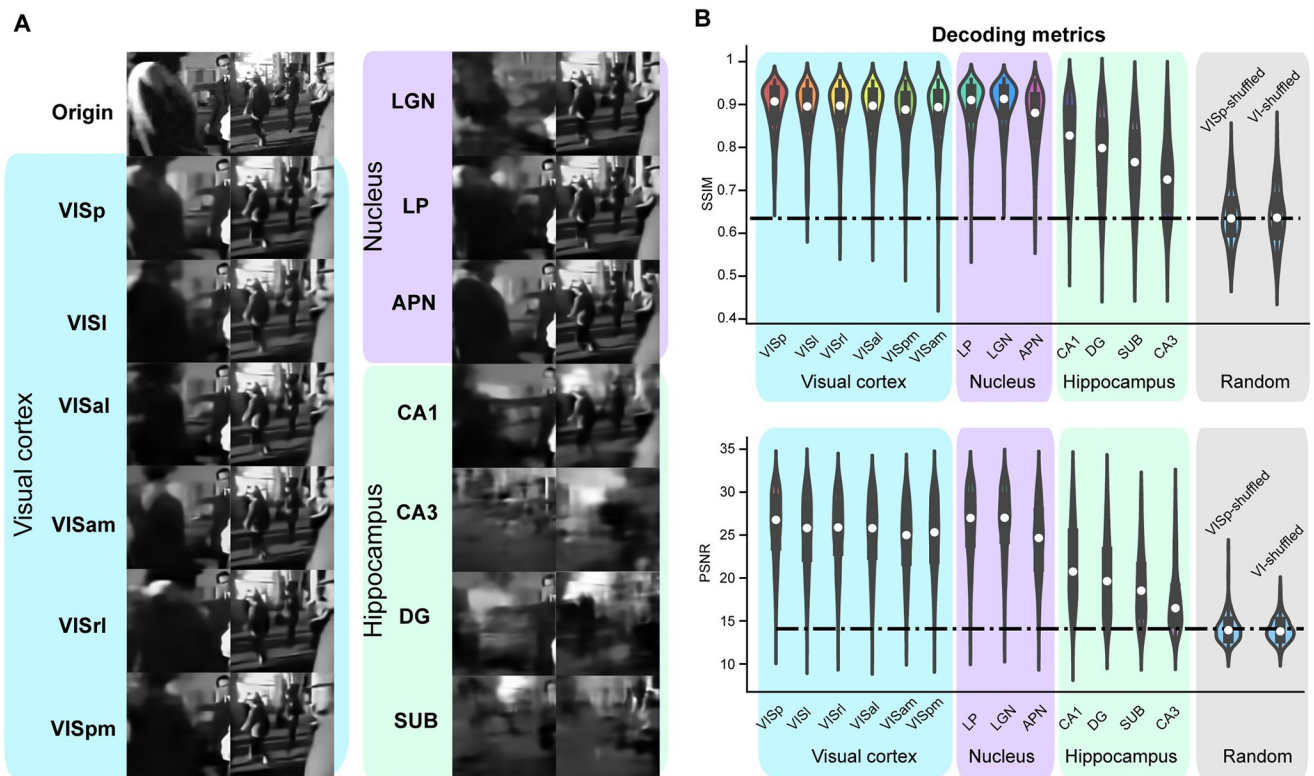 A
Origin
VISp
VISl
VISal
VISam
VISrl
VISpm
Visual cortex
LGN
LP
APN
Nucleus
CA1
CA3
DG
SUB
Hippocampus
B
Decoding metrics
1
0.9
0.8
0.7
0.6
0.5
0.4
SSIM
VISp-shuffled
VI-shuffled
VISp
VISl
VISrl
VISal
VISpm
VISam
LP
LGN
APN
CA1
DG
SUB
CA3
Visual cortex
Nucleus
Hippocampus
Random
35
30
25
20
15
10
PSNR
VISp-shuffled
VI-shuffled
VISp
VISl
VISrl
VISal
VISam
VISpm
LP
LGN
APN
CA1
DG
SUB
CA3
Visual cortex
Nucleus
Hippocampus
Random